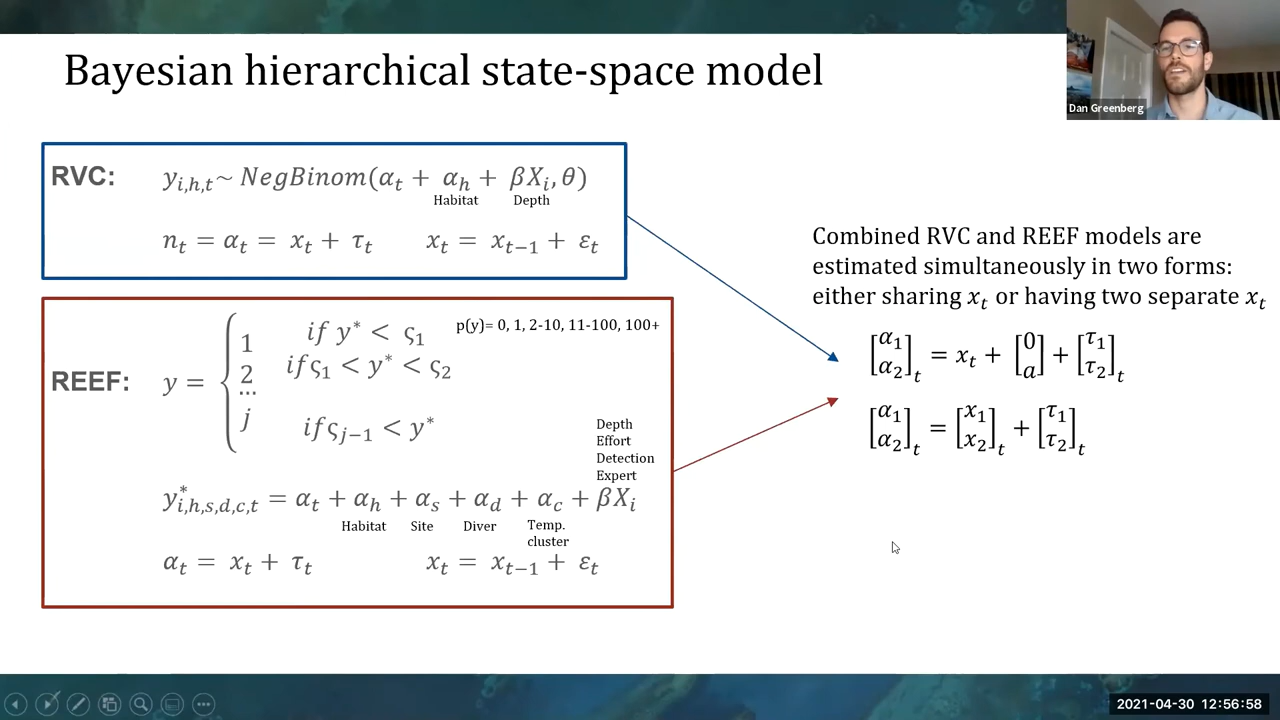 Bayesian hierarchical state-space model
Dan Greenberg
RVC: y_{i,h,t} ~ NegBinom(α_t + α_h + βX_i, θ)
Habitat Depth
n_t = α_t = x_t + τ_t x_t = x_{t−1} + ε_t
REEF: y = { 1 if y* < ς_1
2 if ς_1 < y* < ς_2
...
j if ς_{j−1} < y*
p(y)= 0, 1, 2-10, 11-100, 100+
Depth
Effort
Detection
Expert
y*_{i,h,s,d,c,t} = α_t + α_h + α_s + α_d + α_c + βX_i
Habitat Site Diver Temp.
cluster
α_t = x_t + τ_t x_t = x_{t−1} + ε_t
Combined RVC and REEF models are
estimated simultaneously in two forms:
either sharing x_t or having two separate x_t
[α_1 α_2]_t = x_t + [0 a] + [τ_1 τ_2]_t
[α_1 α_2]_t = [x_1 x_2]_t + [τ_1 τ_2]_t
2021-04-30 12:56:58